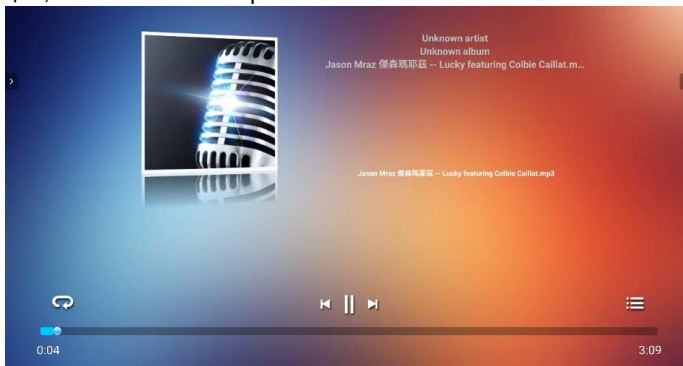 Unknown artist
Unknown album
Jason Mraz 傑森瑪耶茲 -- Lucky featuring Colbie Caillat.m...
Jason Mraz 傑森瑪耶茲 -- Lucky featuring Colbie Caillat.mp3
0:04
3:09